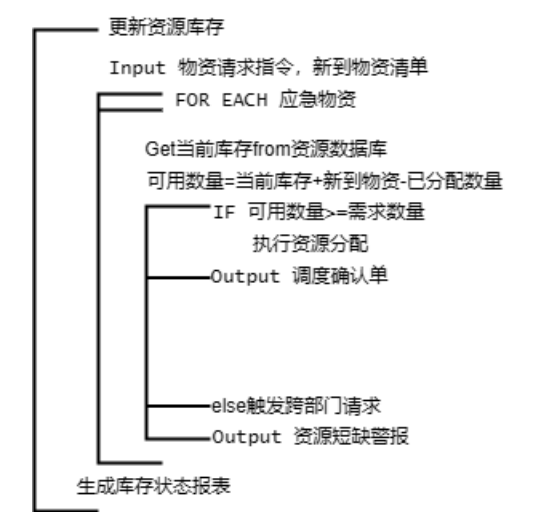 更新资源库存
Input 物资请求指令，新到物资清单
FOR EACH 应急物资
Get当前库存from资源数据库
可用数量=当前库存+新到物资-已分配数量
IF 可用数量>=需求数量
执行资源分配
Output 调度确认单
else触发跨部门请求
Output 资源短缺警报
生成库存状态报表